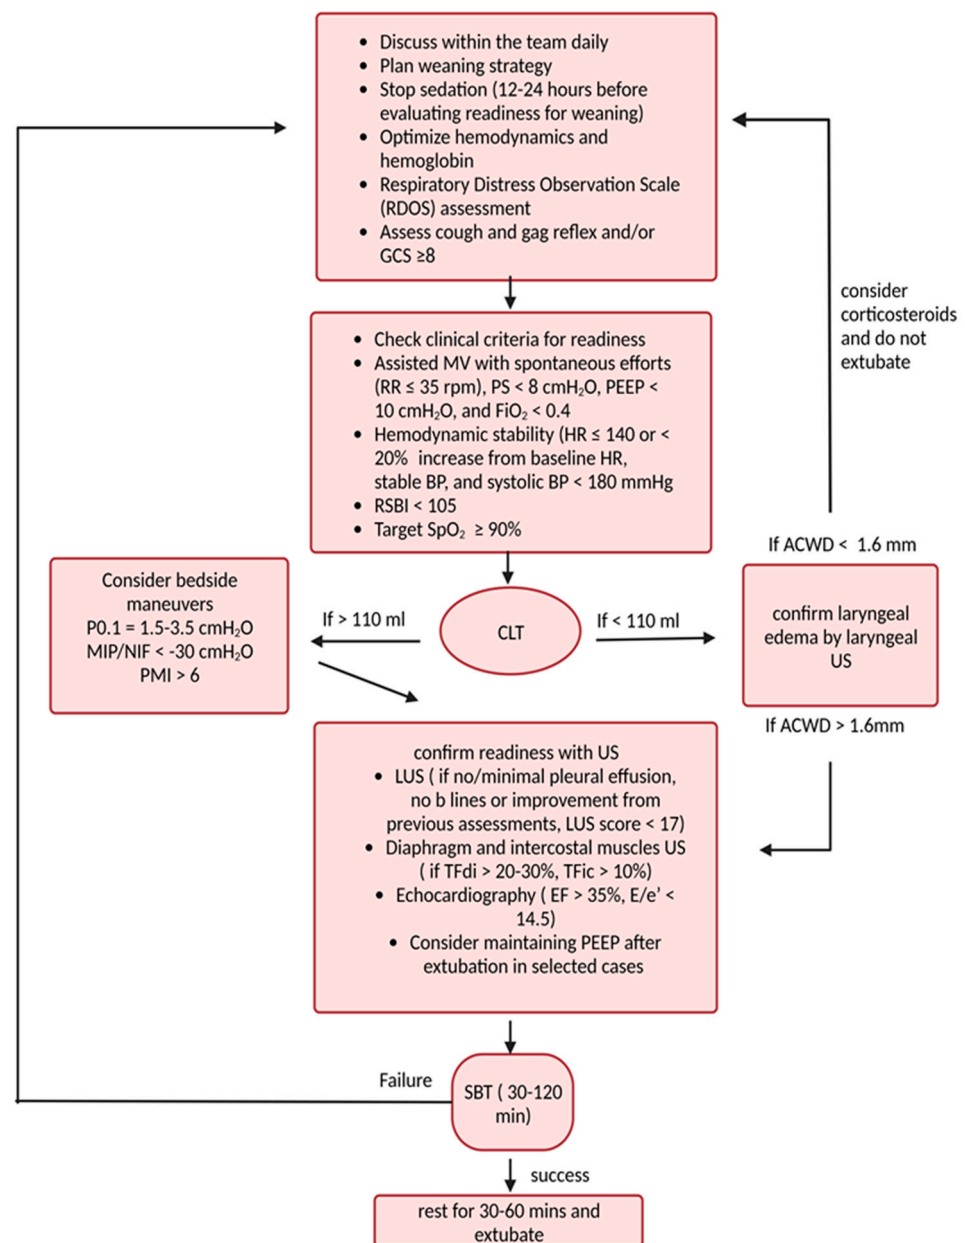 • Discuss within the team daily
• Plan weaning strategy
• Stop sedation (12-24 hours before
evaluating readiness for weaning)
• Optimize hemodynamics and
hemoglobin
• Respiratory Distress Observation Scale
(RDOS) assessment
• Assess cough and gag reflex and/or
GCS ≥8
consider
corticosteroids
and do not
extubate
• Check clinical criteria for readiness
• Assisted MV with spontaneous efforts
(RR ≤ 35 rpm), PS < 8 cmH₂O, PEEP <
10 cmH₂O, and FiO₂ < 0.4
• Hemodynamic stability (HR ≤ 140 or <
20% increase from baseline HR,
stable BP, and systolic BP < 180 mmHg
• RSBI < 105
• Target SpO₂ ≥ 90%
If ACWD < 1.6 mm
Consider bedside
maneuvers
P0.1 = 1.5-3.5 cmH₂O
MIP/NIF < -30 cmH₂O
PMI > 6
If > 110 ml
CLT
If < 110 ml
confirm laryngeal
edema by laryngeal
US
If ACWD > 1.6mm
confirm readiness with US
• LUS ( if no/minimal pleural effusion,
no b lines or improvement from
previous assessments, LUS score < 17)
• Diaphragm and intercostal muscles US
( if TFdi > 20-30%, TFic > 10%)
• Echocardiography ( EF > 35%, E/e’ <
14.5)
• Consider maintaining PEEP after
extubation in selected cases
Failure
SBT ( 30-120
min)
success
rest for 30-60 mins and
extubate